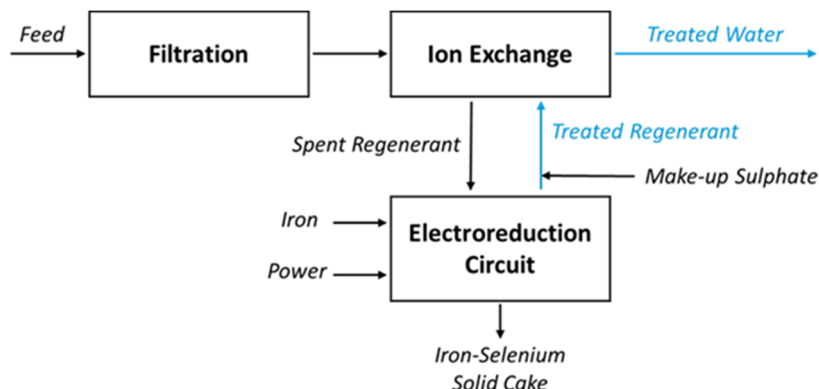 Feed
Filtration
Ion Exchange
Treated Water
Spent Regenerant
Treated Regenerant
Make-up Sulphate
Iron
Power
Electroreduction
Circuit
Iron-Selenium
Solid Cake